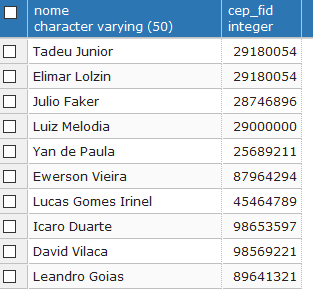 nome cep_fid
character varying (50) integer
Tadeu Junior 29180054
Elimar Lolzin 29180054
Julio Faker 28746896
Luiz Melodia 29000000
Yan de Paula 25689211
Ewerson Vieira 87964294
Lucas Gomes Irinel 45464789
Icaro Duarte 98653597
David Vilaca 98569221
Leandro Goias 89641321